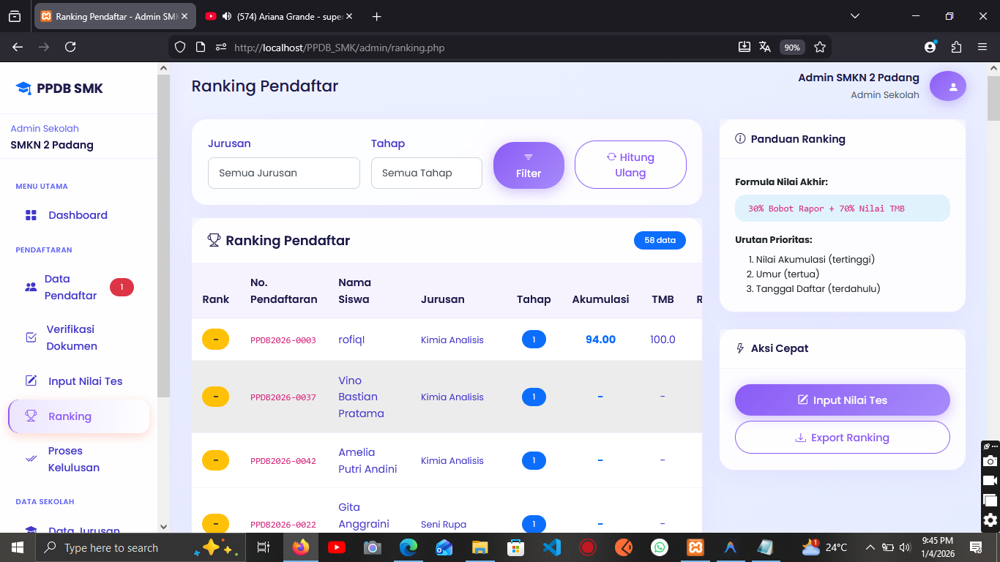 Ranking Pendaftar - Admin SMK
(574) Ariana Grande - supe
http://localhost/PPDB_SMK/admin/ranking.php
90%
PPDB SMK
Admin Sekolah
SMKN 2 Padang
MENU UTAMA
Dashboard
PENDAFTARAN
Data
Pendaftar
1
Verifikasi
Dokumen
Input Nilai Tes
Ranking
Proses
Kelulusan
DATA SEKOLAH
Data Jurusan
Ranking Pendaftar
Admin SMKN 2 Padang
Admin Sekolah
Jurusan
Semua Jurusan
Tahap
Semua Tahap
Filter
Hitung
Ulang
Ranking Pendaftar
58 data
Rank
No.
Pendaftaran
Nama
Siswa
Jurusan
Tahap
Akumulasi
TMB
R
-
PPDB2026-0003
rofiql
Kimia Analisis
1
94.00
100.0
-
PPDB2026-0037
Vino
Bastian
Pratama
Kimia Analisis
1
-
-
-
PPDB2026-0042
Amelia
Putri Andini
Kimia Analisis
1
-
-
-
PPDB2026-0022
Gita
Anggraini
Seni Rupa
1
-
-
Panduan Ranking
Formula Nilai Akhir:
30% Bobot Rapor + 70% Nilai TMB
Urutan Prioritas:
1. Nilai Akumulasi (tertinggi)
2. Umur (tertua)
3. Tanggal Daftar (terdahulu)
Aksi Cepat
Input Nilai Tes
Export Ranking
Type here to search
1
24°C
9:45 PM
1/4/2026